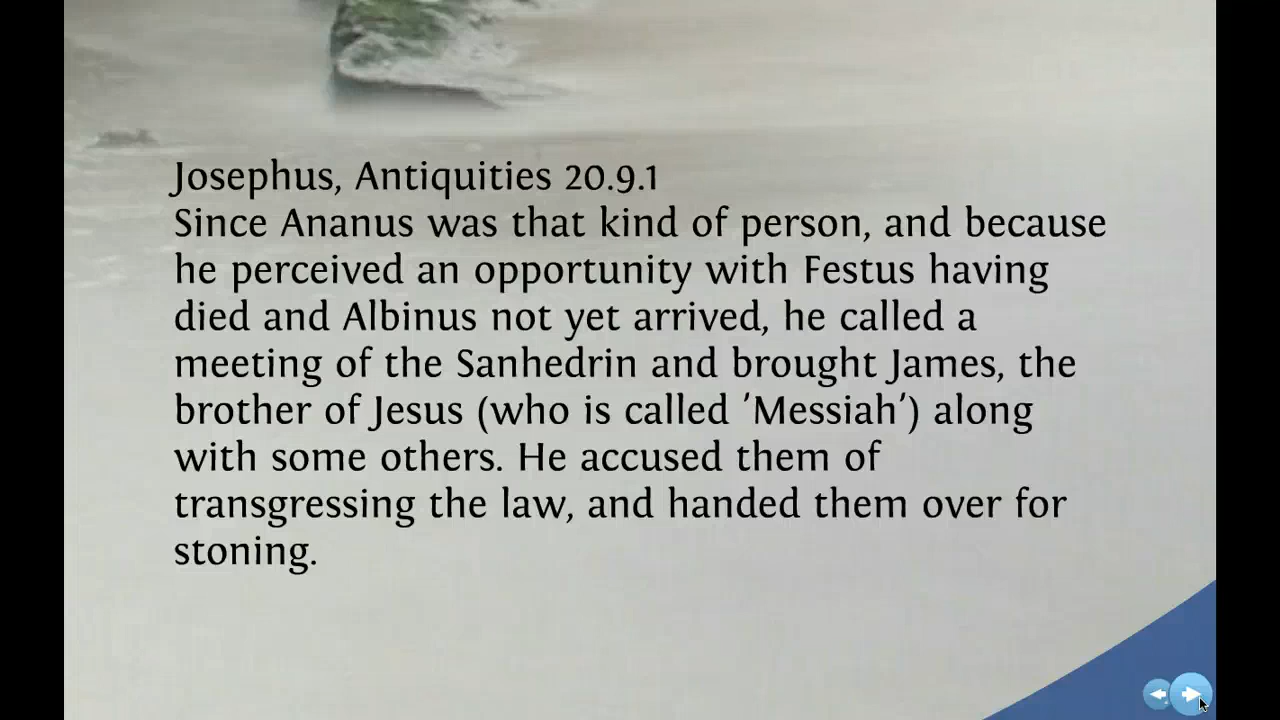 Josephus, Antiquities 20.9.1
Since Ananus was that kind of person, and because
he perceived an opportunity with Festus having
died and Albinus not yet arrived, he called a
meeting of the Sanhedrin and brought James, the
brother of Jesus (who is called 'Messiah') along
with some others. He accused them of
transgressing the law, and handed them over for
stoning.